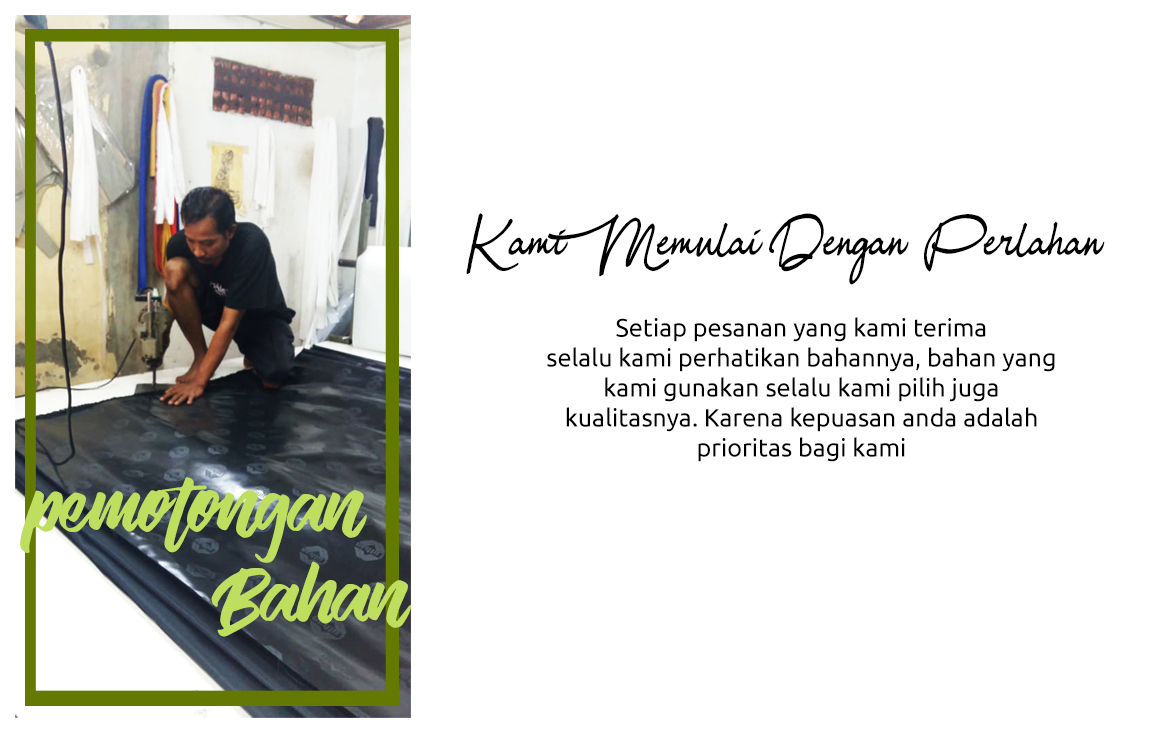 pemotongan
Bahan
Kami Memulai Dengan Perlahan
Setiap pesanan yang kami terima
selalu kami perhatikan bahannya, bahan yang
kami gunakan selalu kami pilih juga
kualitasnya. Karena kepuasan anda adalah
prioritas bagi kami